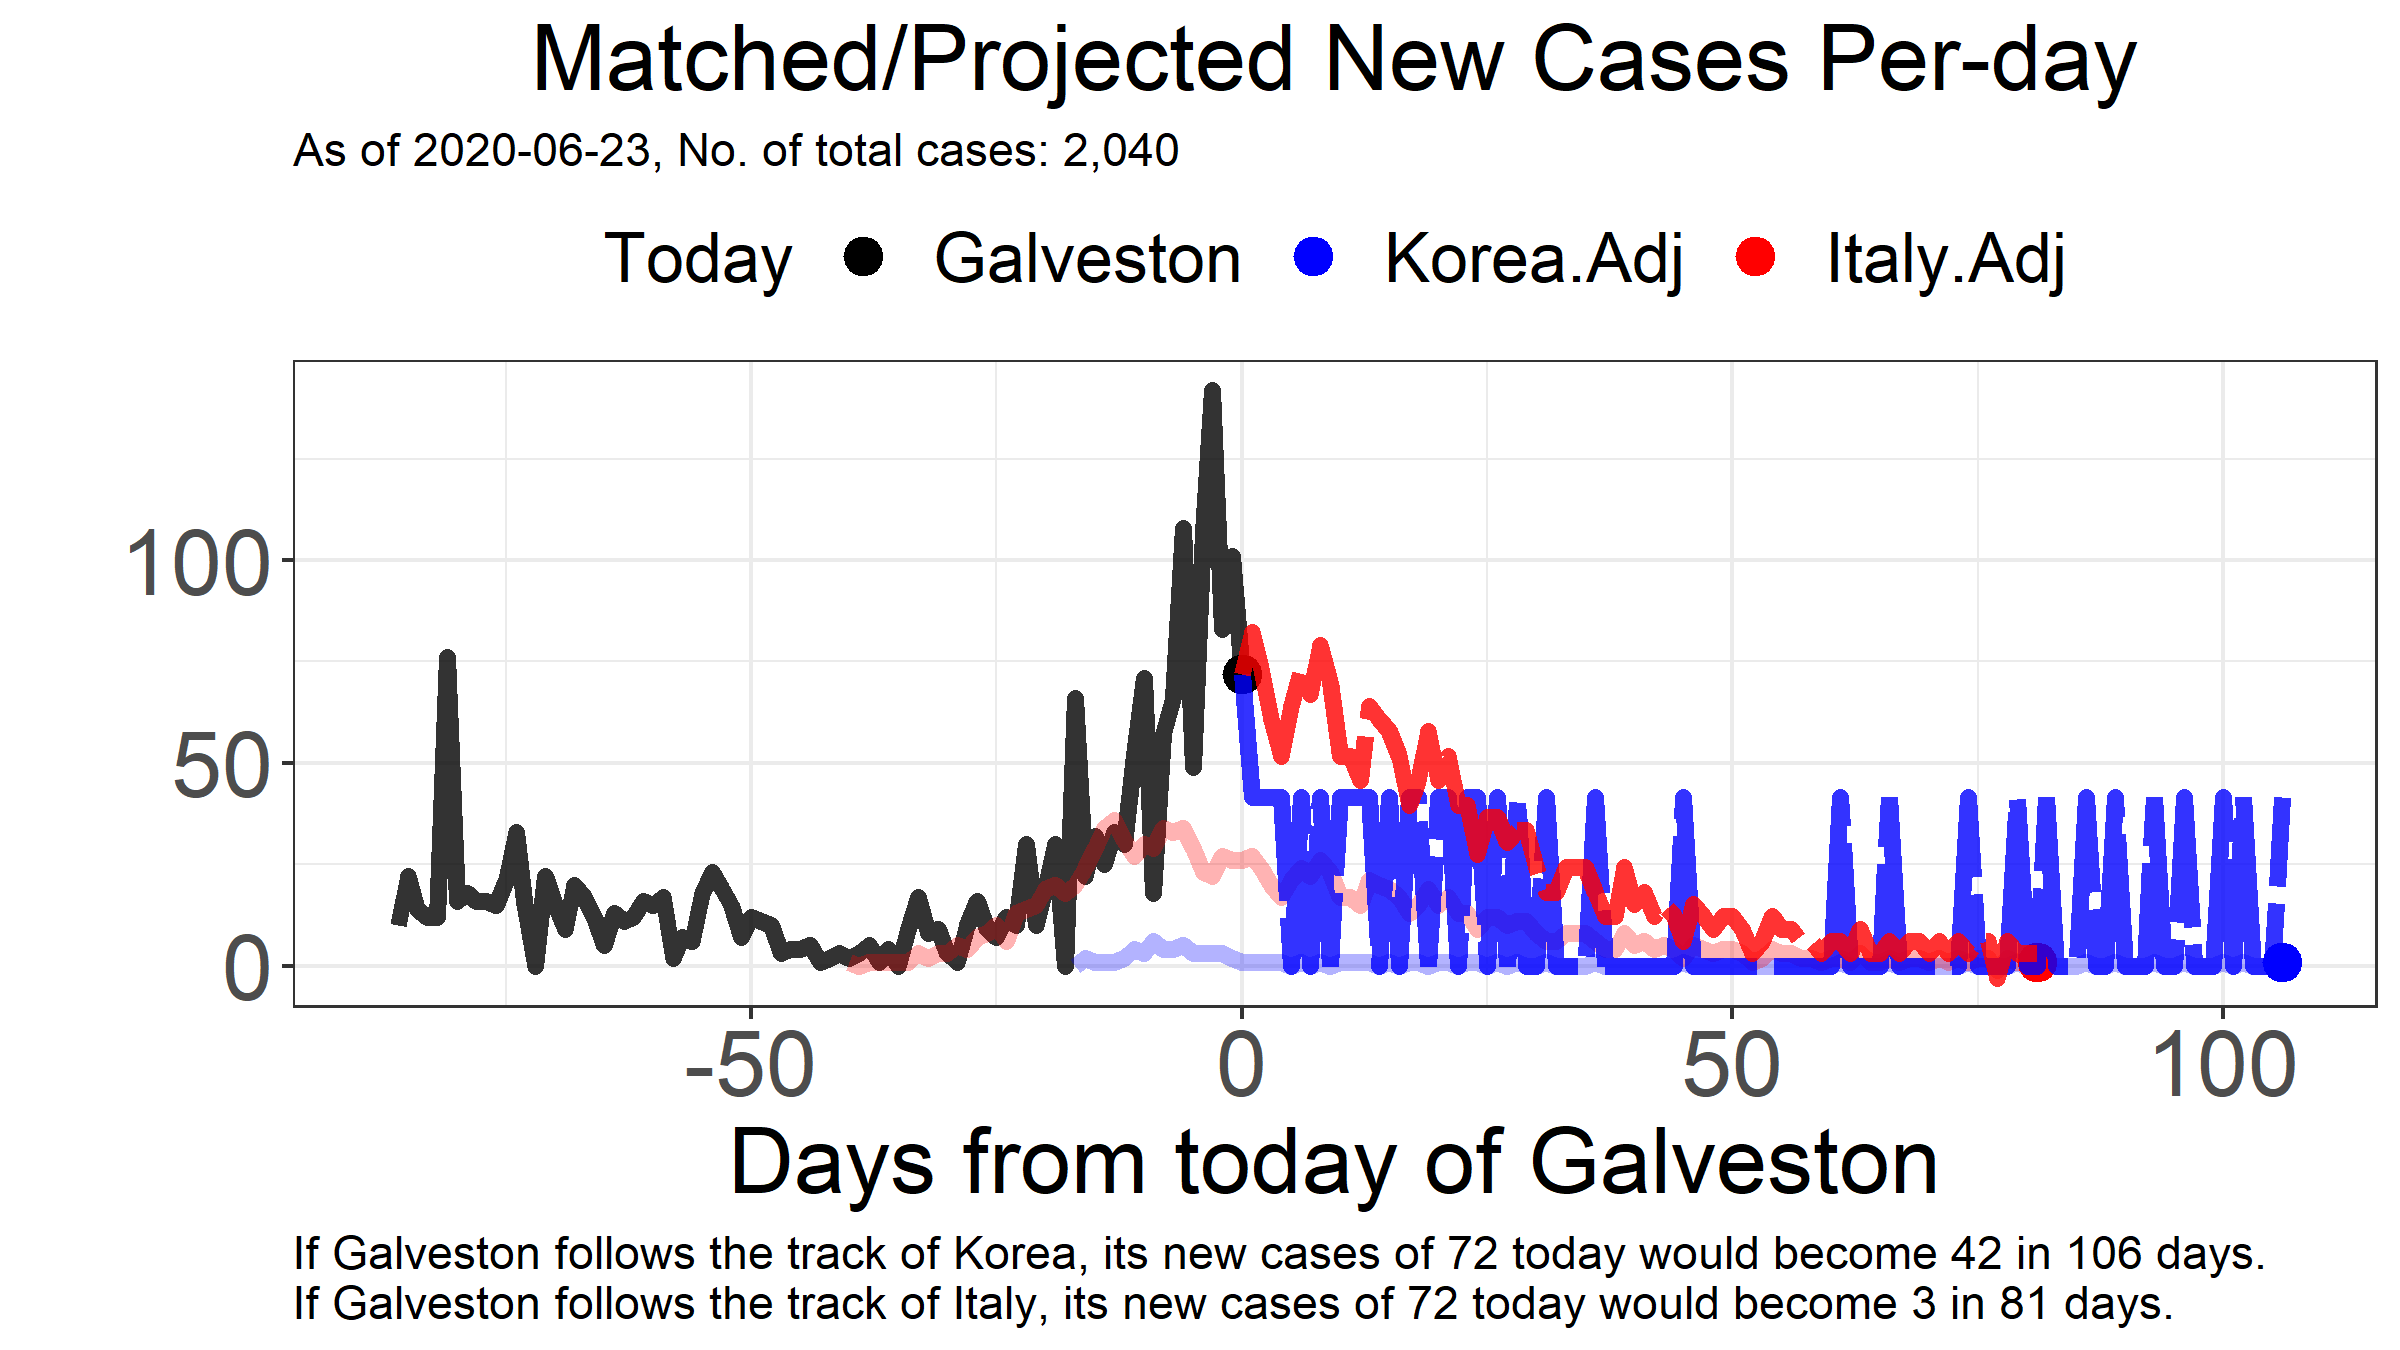 Matched/Projected New Cases Per-day
As of 2020-06-23, No. of total cases: 2,040
Today Galveston Korea.Adj Italy.Adj
100
50
0
-50 0 50 100
Days from today of Galveston
If Galveston follows the track of Korea, its new cases of 72 today would become 42 in 106 days.
If Galveston follows the track of Italy, its new cases of 72 today would become 3 in 81 days.